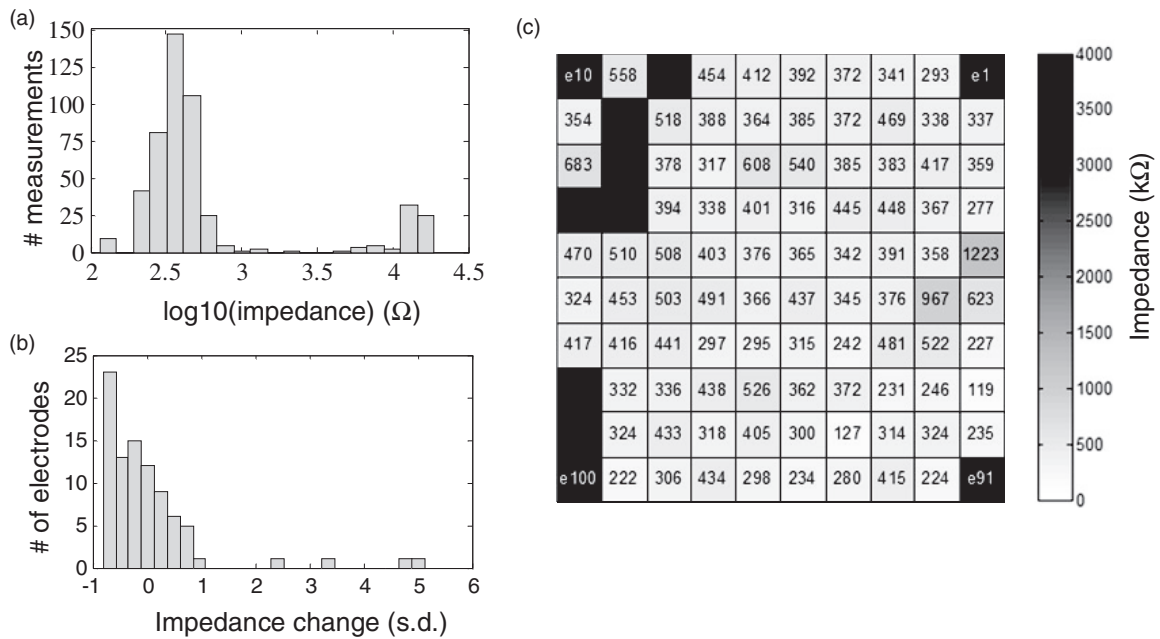 (a)
# measurements
150
125
100
75
50
25
0
2 2.5 3 3.5 4 4.5
log10(impedance) (Ω)
(b)
# of electrodes
25
20
15
10
5
0
-1 0 1 2 3 4 5 6
Impedance change (s.d.)
(c)
e10 558 454 412 392 372 341 293 e1
354 518 388 364 385 372 469 338 337
683 378 317 608 540 385 383 417 359
394 338 401 316 445 448 367 277
470 510 508 403 376 365 342 391 358 1223
324 453 503 491 366 437 345 376 967 623
417 416 441 297 295 315 242 481 522 227
332 336 438 526 362 372 231 246 119
324 433 318 405 300 127 314 324 235
e100 222 306 434 298 234 280 415 224 e91
4000
3500
3000
2500
2000
1500
1000
500
0
Impedance (kΩ)